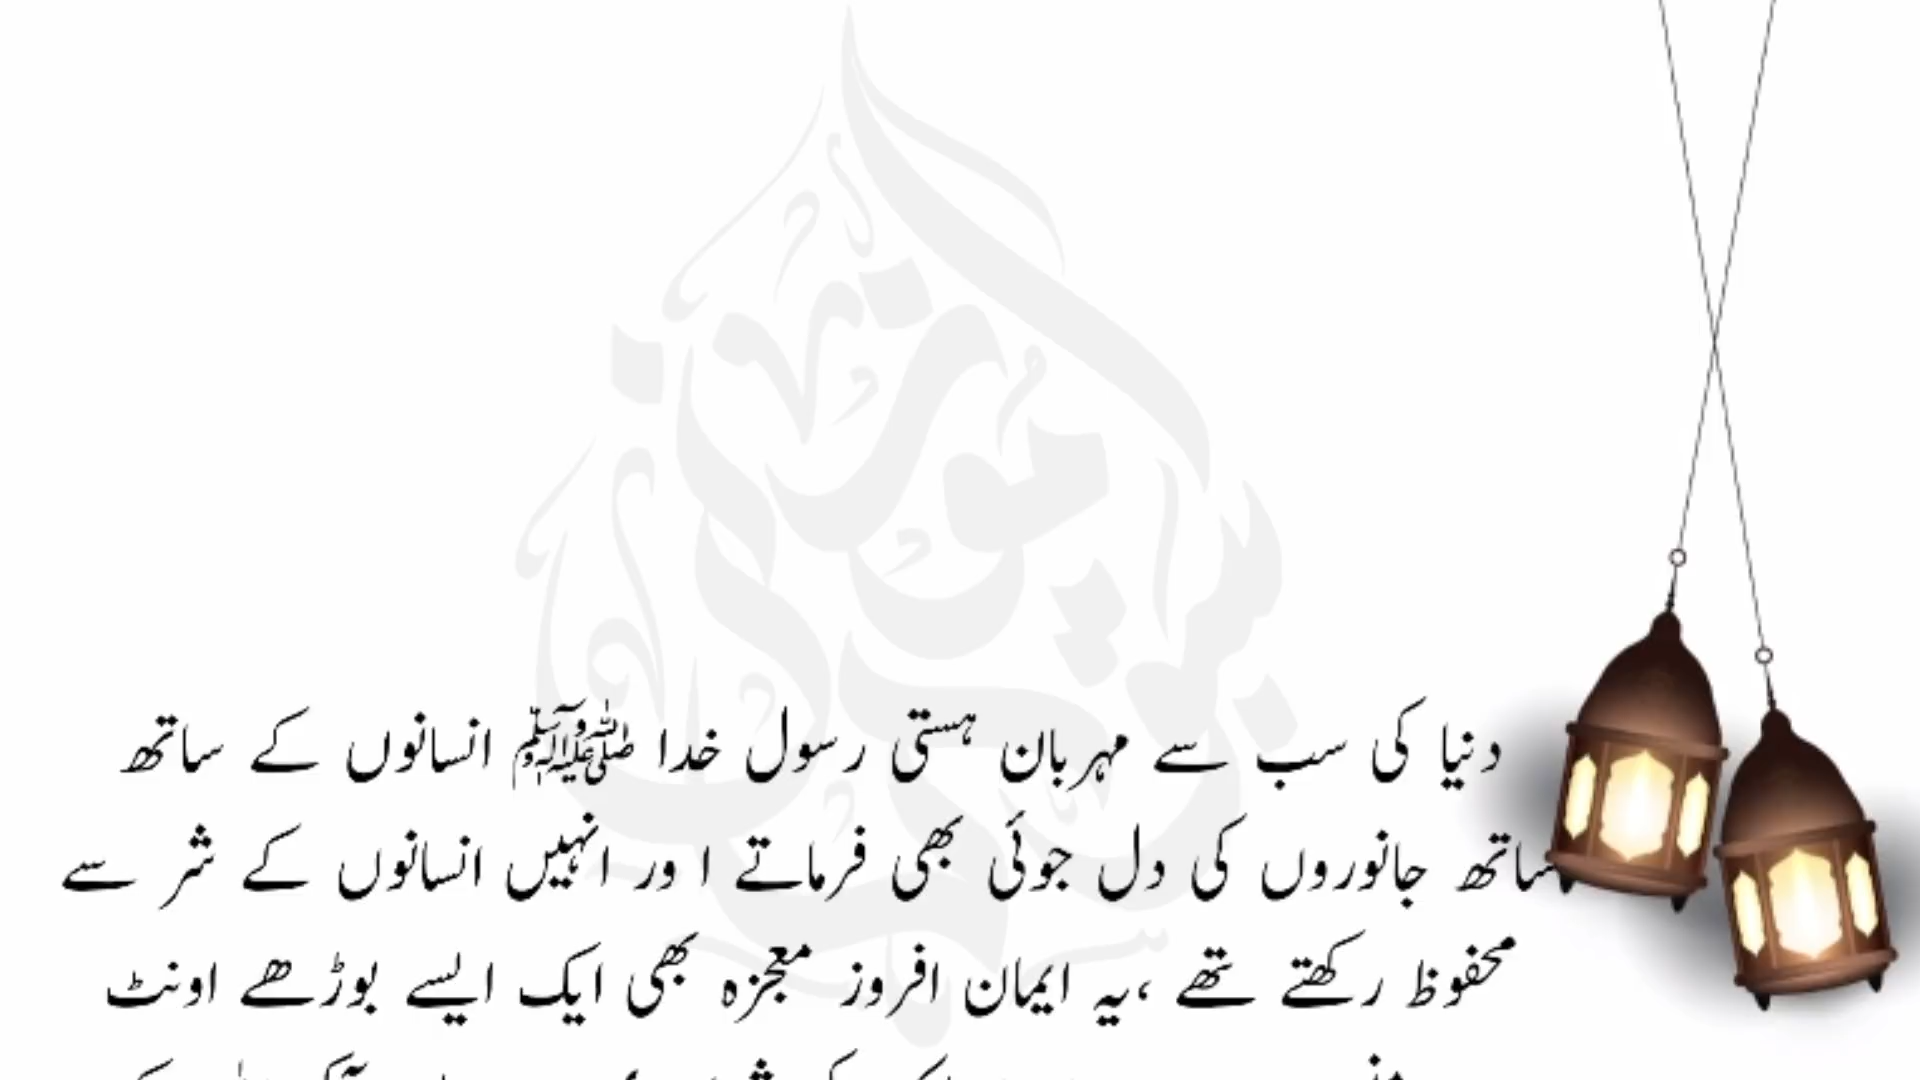 دنیا کی سب سے مہربان ہستی رسول خدا ﷺ انسانوں کے ساتھ
ساتھ جانوروں کی دل جوئی بھی فرماتے ا ور انہیں انسانوں کے شر سے
محفوظ رکھتے تھے ،یہ ایمان افروز معجزہ بھی ایک ایسے بوڑھے اونٹ